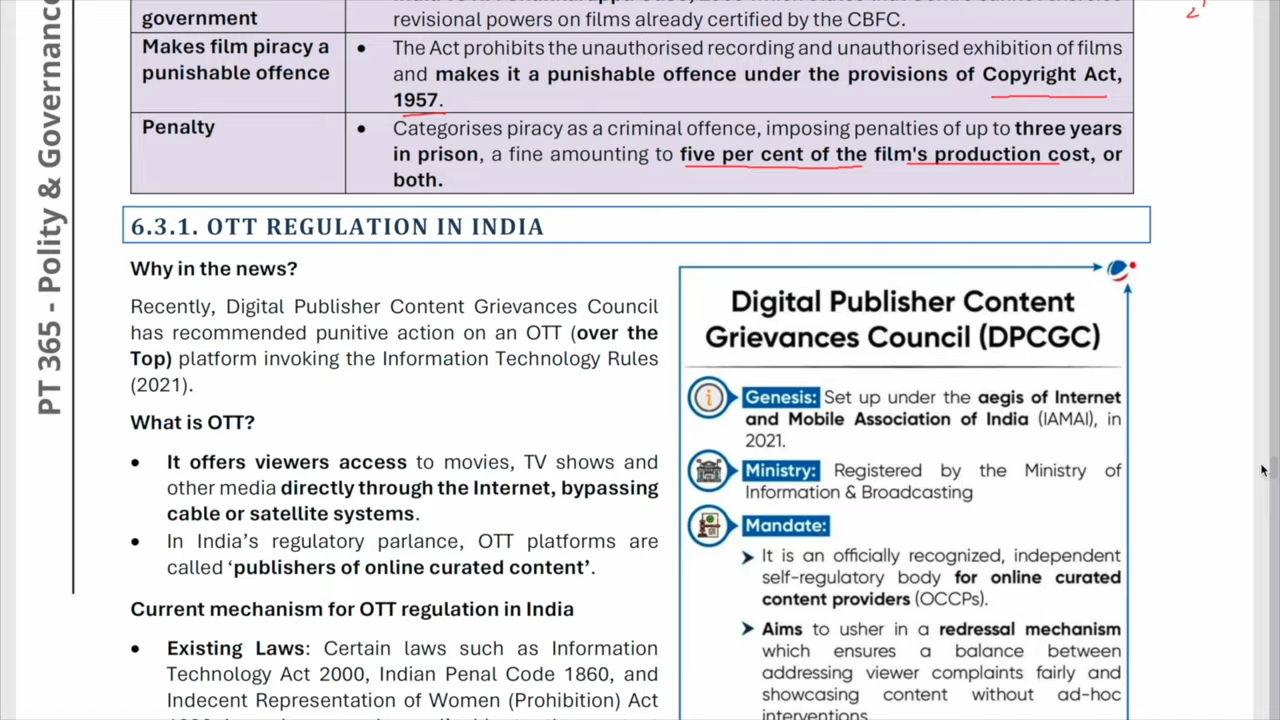 India vs K. M. Shankarappa Case, 2000 which states that Centre cannot exercise
government
revisional powers on films already certified by the CBFC.
Makes film piracy a
punishable offence
• The Act prohibits the unauthorised recording and unauthorised exhibition of films
and makes it a punishable offence under the provisions of Copyright Act,
1957.
Penalty
• Categorises piracy as a criminal offence, imposing penalties of up to three years
in prison, a fine amounting to five per cent of the film's production cost, or
both.
PT 365 - Polity & Governance
6.3.1. OTT REGULATION IN INDIA
Why in the news?
Recently, Digital Publisher Content Grievances Council
has recommended punitive action on an OTT (over the
Top) platform invoking the Information Technology Rules
(2021).
What is OTT?
• It offers viewers access to movies, TV shows and
other media directly through the Internet, bypassing
cable or satellite systems.
• In India's regulatory parlance, OTT platforms are
called 'publishers of online curated content'.
Current mechanism for OTT regulation in India
• Existing Laws: Certain laws such as Information
Technology Act 2000, Indian Penal Code 1860, and
Indecent Representation of Women (Prohibition) Act
Digital Publisher Content
Grievances Council (DPCGC)
Genesis: Set up under the aegis of Internet
and Mobile Association of India (IAMAI), in
2021.
Ministry: Registered by the Ministry of
Information & Broadcasting
Mandate:
It is an officially recognized, independent
self-regulatory body for online curated
content providers (OCCPs).
Aims to usher in a redressal mechanism
which ensures a balance between
addressing viewer complaints fairly and
showcasing content without ad-hoc
interventions